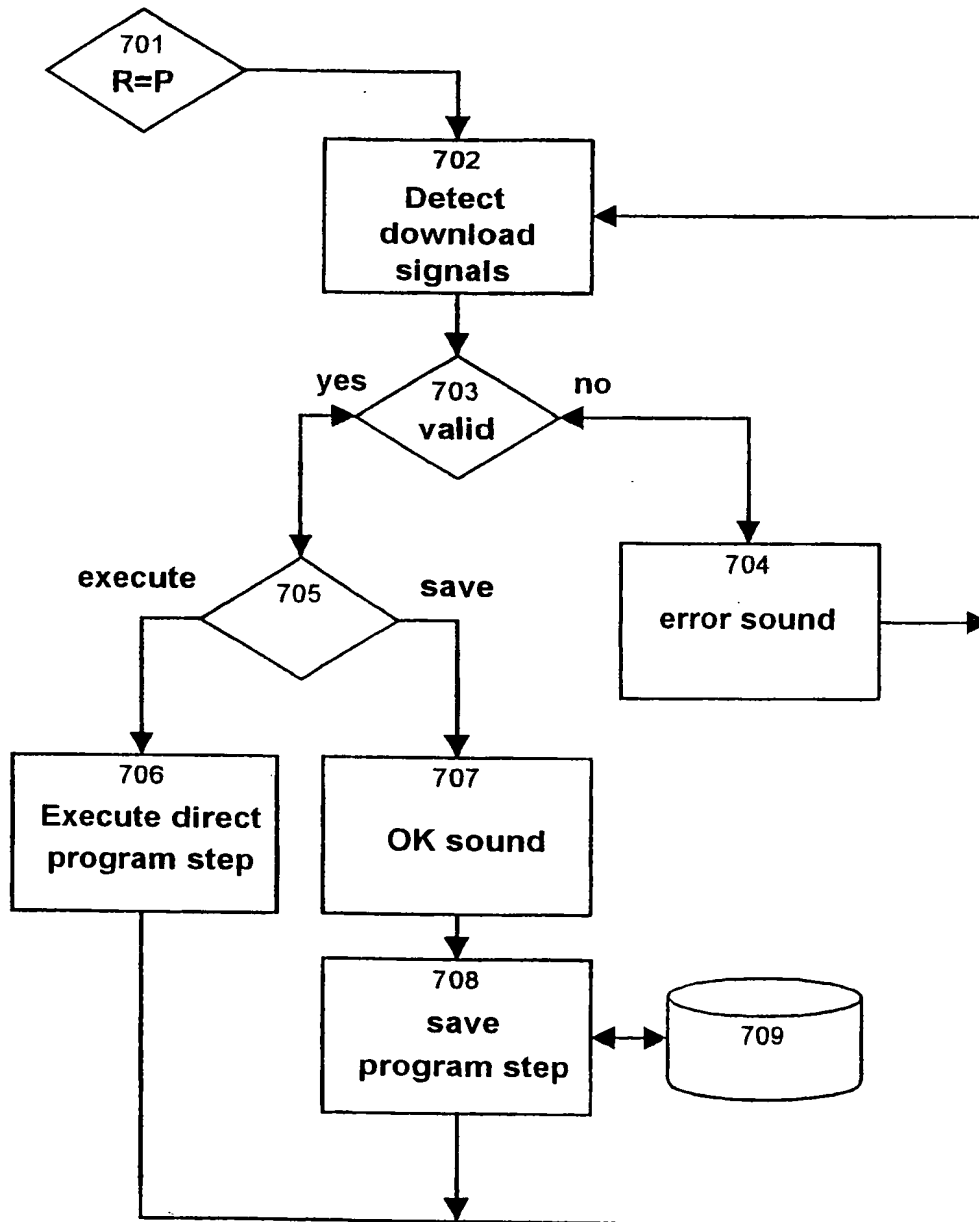 701
R=P
702
Detect
download
signals
yes
703
valid
no
execute
705
save
704
error sound
706
Execute direct
program step
707
OK sound
708
save
program step
709